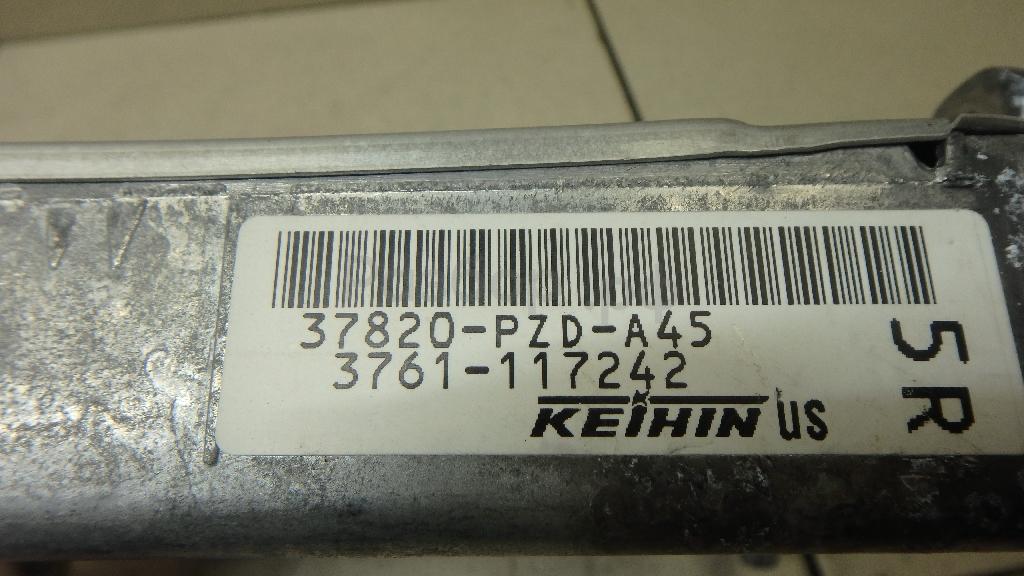 37820-PZD-A45
3761-117242
KEIHIN US
5R